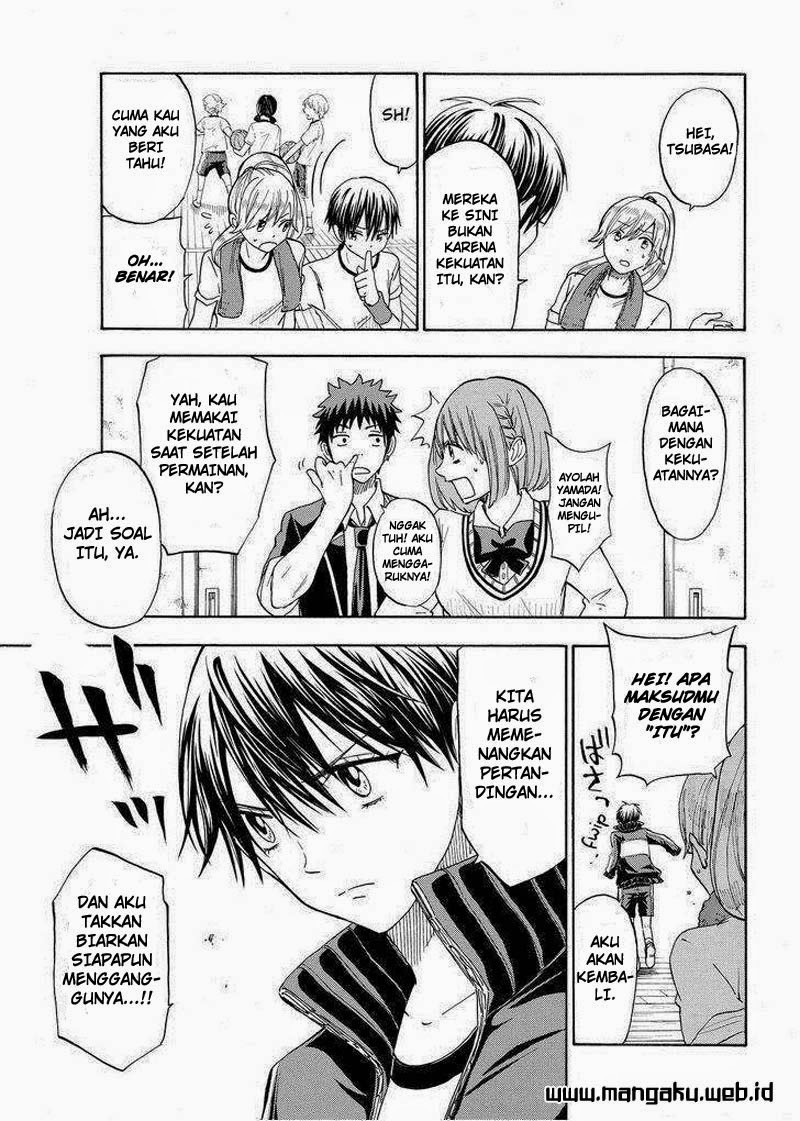 HEI,
TSUBASA!
MEREKA
KE SINI
BUKAN
KARENA
KEKUATAN
ITU, KAN?
SH!
CUMA KAU
YANG AKU
BERI
TAHU!
OH...
BENAR!
BAGAI-
MANA
DENGAN
KEKU-
ATANNYA?
AYOLAH
YAMADA!
JANGAN
MENGU-
PIL!
NGGAK
TUH! AKU
CUMA
MENGGA-
RUKNYA!
YAH, KAU
MEMAKAI
KEKUATAN
SAAT SETELAH
PERMAINAN,
KAN?
AH...
JADI SOAL
ITU, YA.
HEI! APA
MAKSUDMU
DENGAN
"ITU"?
fwip
AKU
AKAN
KEMBA-
LI.
KITA
HARUS
MEME-
NANGKAN
PERTAN-
DINGAN...
DAN AKU
TAKKAN
BIARKAN
SIAPAPUN
MENGGANG-
GUNYA...!!
www.mangaku.web.id